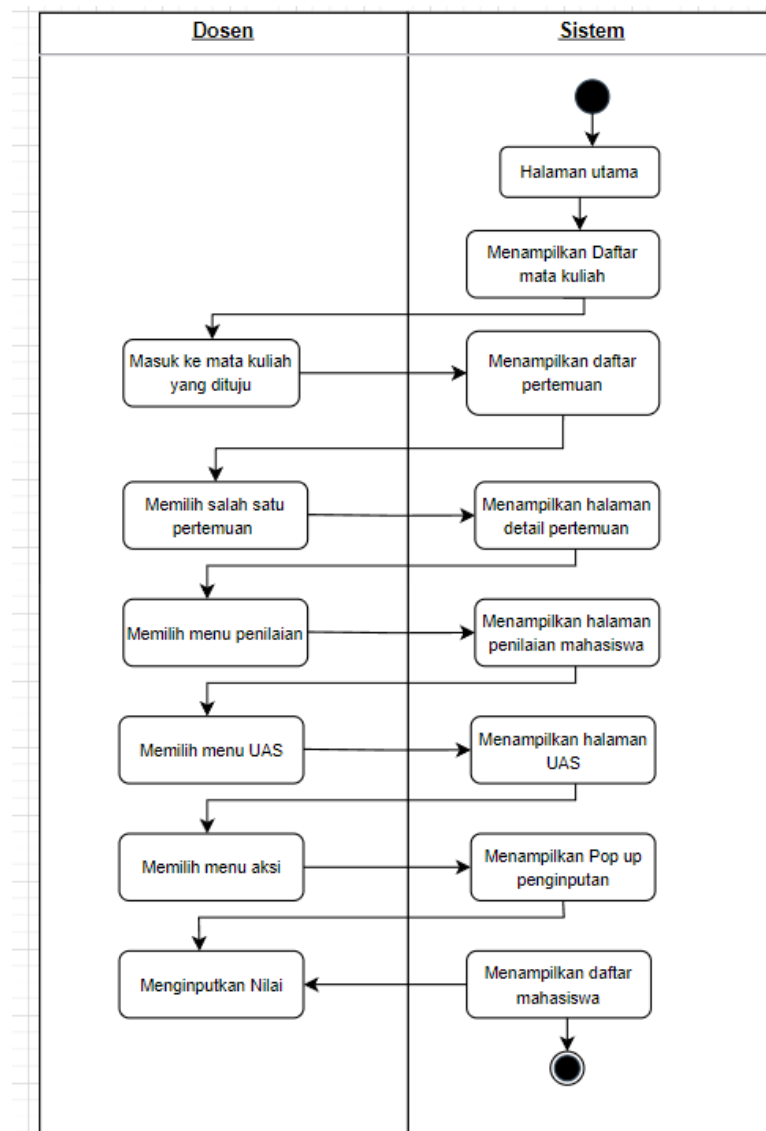 Dosen
Sistem
Halaman utama
Menampilkan Daftar
mata kuliah
Masuk ke mata kuliah
yang dituju
Menampilkan daftar
pertemuan
Memilih salah satu
pertemuan
Menampilkan halaman
detail pertemuan
Memilih menu penilaian
Menampilkan halaman
penilaian mahasiswa
Memilih menu UAS
Menampilkan halaman
UAS
Memilih menu aksi
Menampilkan Pop up
penginputan
Menginputkan Nilai
Menampilkan daftar
mahasiswa